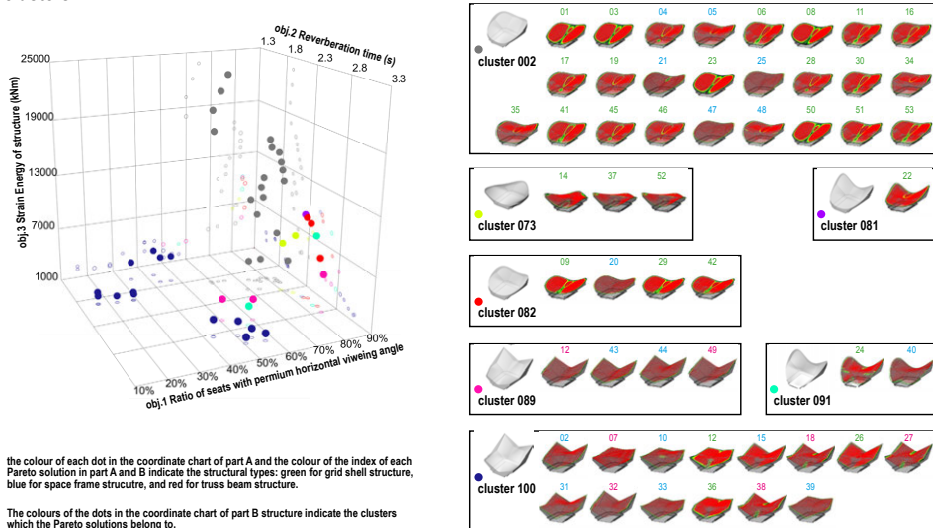 obj.2 Reverberation time (s)
1.3
1.8
2.3
2.8
3.3
25000
19000
13000
7000
1000
obj.3 Strain Energy of structure (kNm)
10%
20%
30%
40%
50%
60%
70%
80%
90%
obj.1 Ratio of seats with permium horizontal viweing angle
the colour of each dot in the coordinate chart of part A and the colour of the index of each
Pareto solution in part A and B indicate the structural types: green for grid shell structure,
blue for space frame strucutre, and red for truss beam structure.
The colours of the dots in the coordinate chart of part B structure indicate the clusters
which the Pareto solutions belong to.
01 03 04 05 06 08 11 16
cluster 002
17 19 21 23 25 28 30 34
35 41 45 46 47 48 50 51 53
14 37 52
cluster 073
22
cluster 081
09 20 29 42
cluster 082
12 43 44 49
cluster 089
24 40
cluster 091
02 07 10 12 15 18 26 27
cluster 100
31 32 33 36 38 39